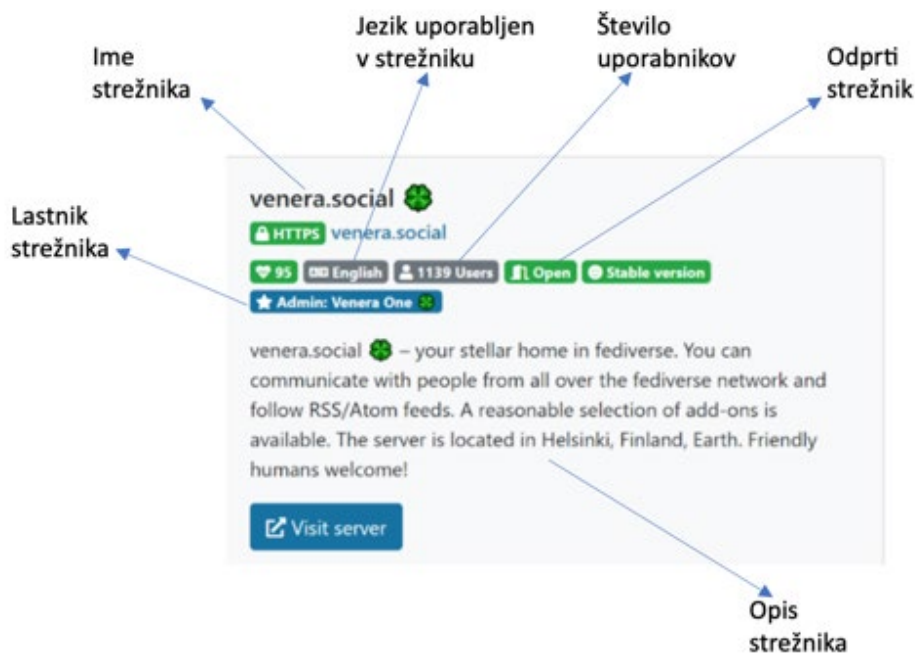 Ime
strežnika
Jezik uporabljen
v strežniku
Število
uporabnikov
Odprti
strežnik
Lastnik
strežnika
venera.social
HTTPS venera.social
95 English 1139 Users Open Stable version
Admin: Venera One
venera.social – your stellar home in fediverse. You can
communicate with people from all over the fediverse network and
follow RSS/Atom feeds. A reasonable selection of add-ons is
available. The server is located in Helsinki, Finland, Earth. Friendly
humans welcome!
Visit server
Opis
strežnika